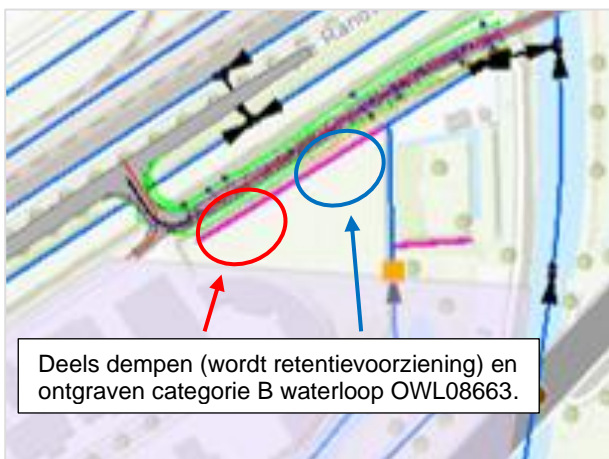 Deels dempen (wordt retentievoorziening) en
ontgraven categorie B waterloop OWL08663.